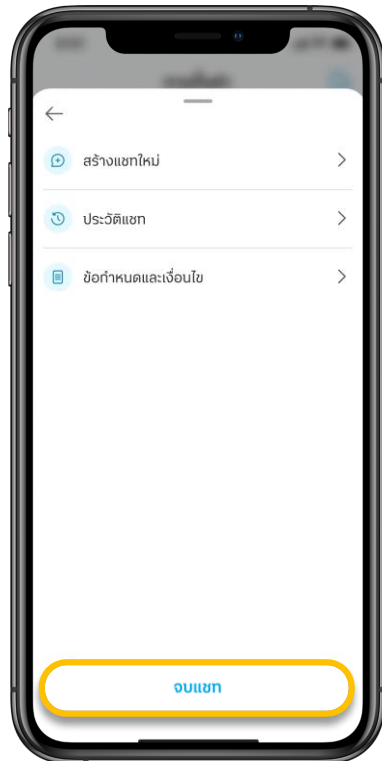 สร้างแชทใหม่
ประวัติแชท
ข้อกำหนดและเงื่อนไข
จบแชท